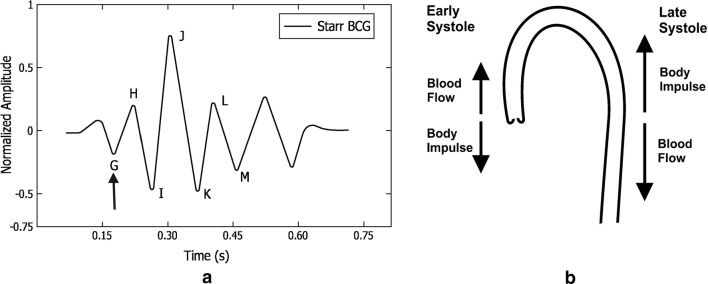 1
0.5
0
-0.5
-0.75
Normalized Amplitude
Starr BCG
G
H
I
J
K
L
M
0.15
0.30
0.45
0.60
0.75
Time (s)
a
Early
Systole
Late
Systole
Blood
Flow
Body
Impulse
Body
Impulse
Blood
Flow
b